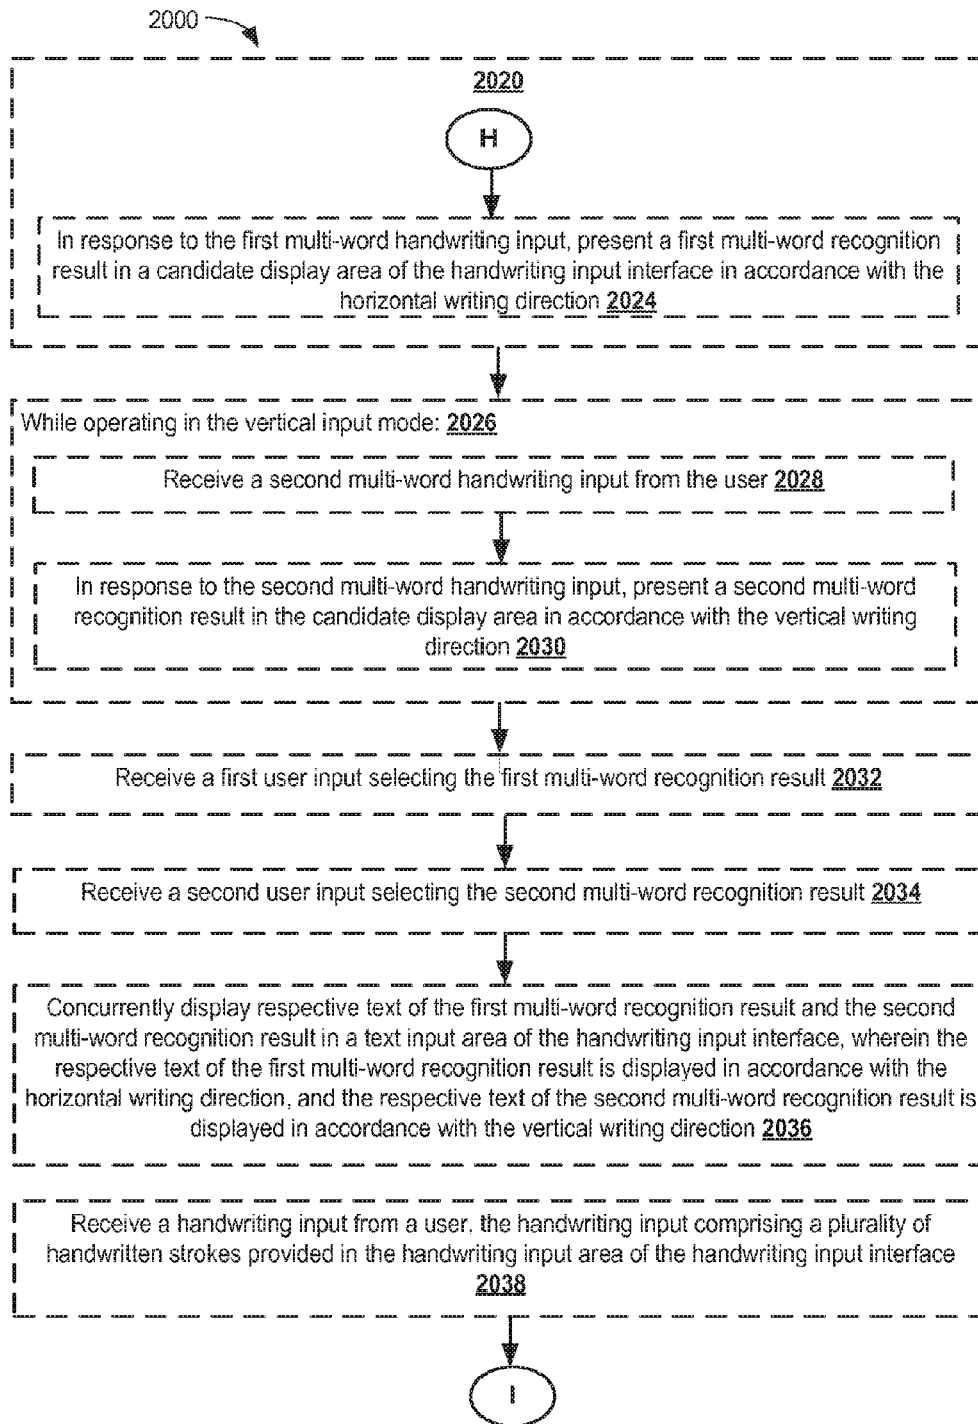 2000
2020
H
In response to the first multi-word handwriting input, present a first multi-word recognition
result in a candidate display area of the handwriting input interface in accordance with the
horizontal writing direction 2024
While operating in the vertical input mode: 2026
Receive a second multi-word handwriting input from the user 2028
In response to the second multi-word handwriting input, present a second multi-word
recognition result in the candidate display area in accordance with the vertical writing
direction 2030
Receive a first user input selecting the first multi-word recognition result 2032
Receive a second user input selecting the second multi-word recognition result 2034
Concurrently display respective text of the first multi-word recognition result and the second
multi-word recognition result in a text input area of the handwriting input interface, wherein the
respective text of the first multi-word recognition result is displayed in accordance with the
horizontal writing direction, and the respective text of the second multi-word recognition result is
displayed in accordance with the vertical writing direction 2036
Receive a handwriting input from a user, the handwriting input comprising a plurality of
handwritten strokes provided in the handwriting input area of the handwriting input interface
2038
I